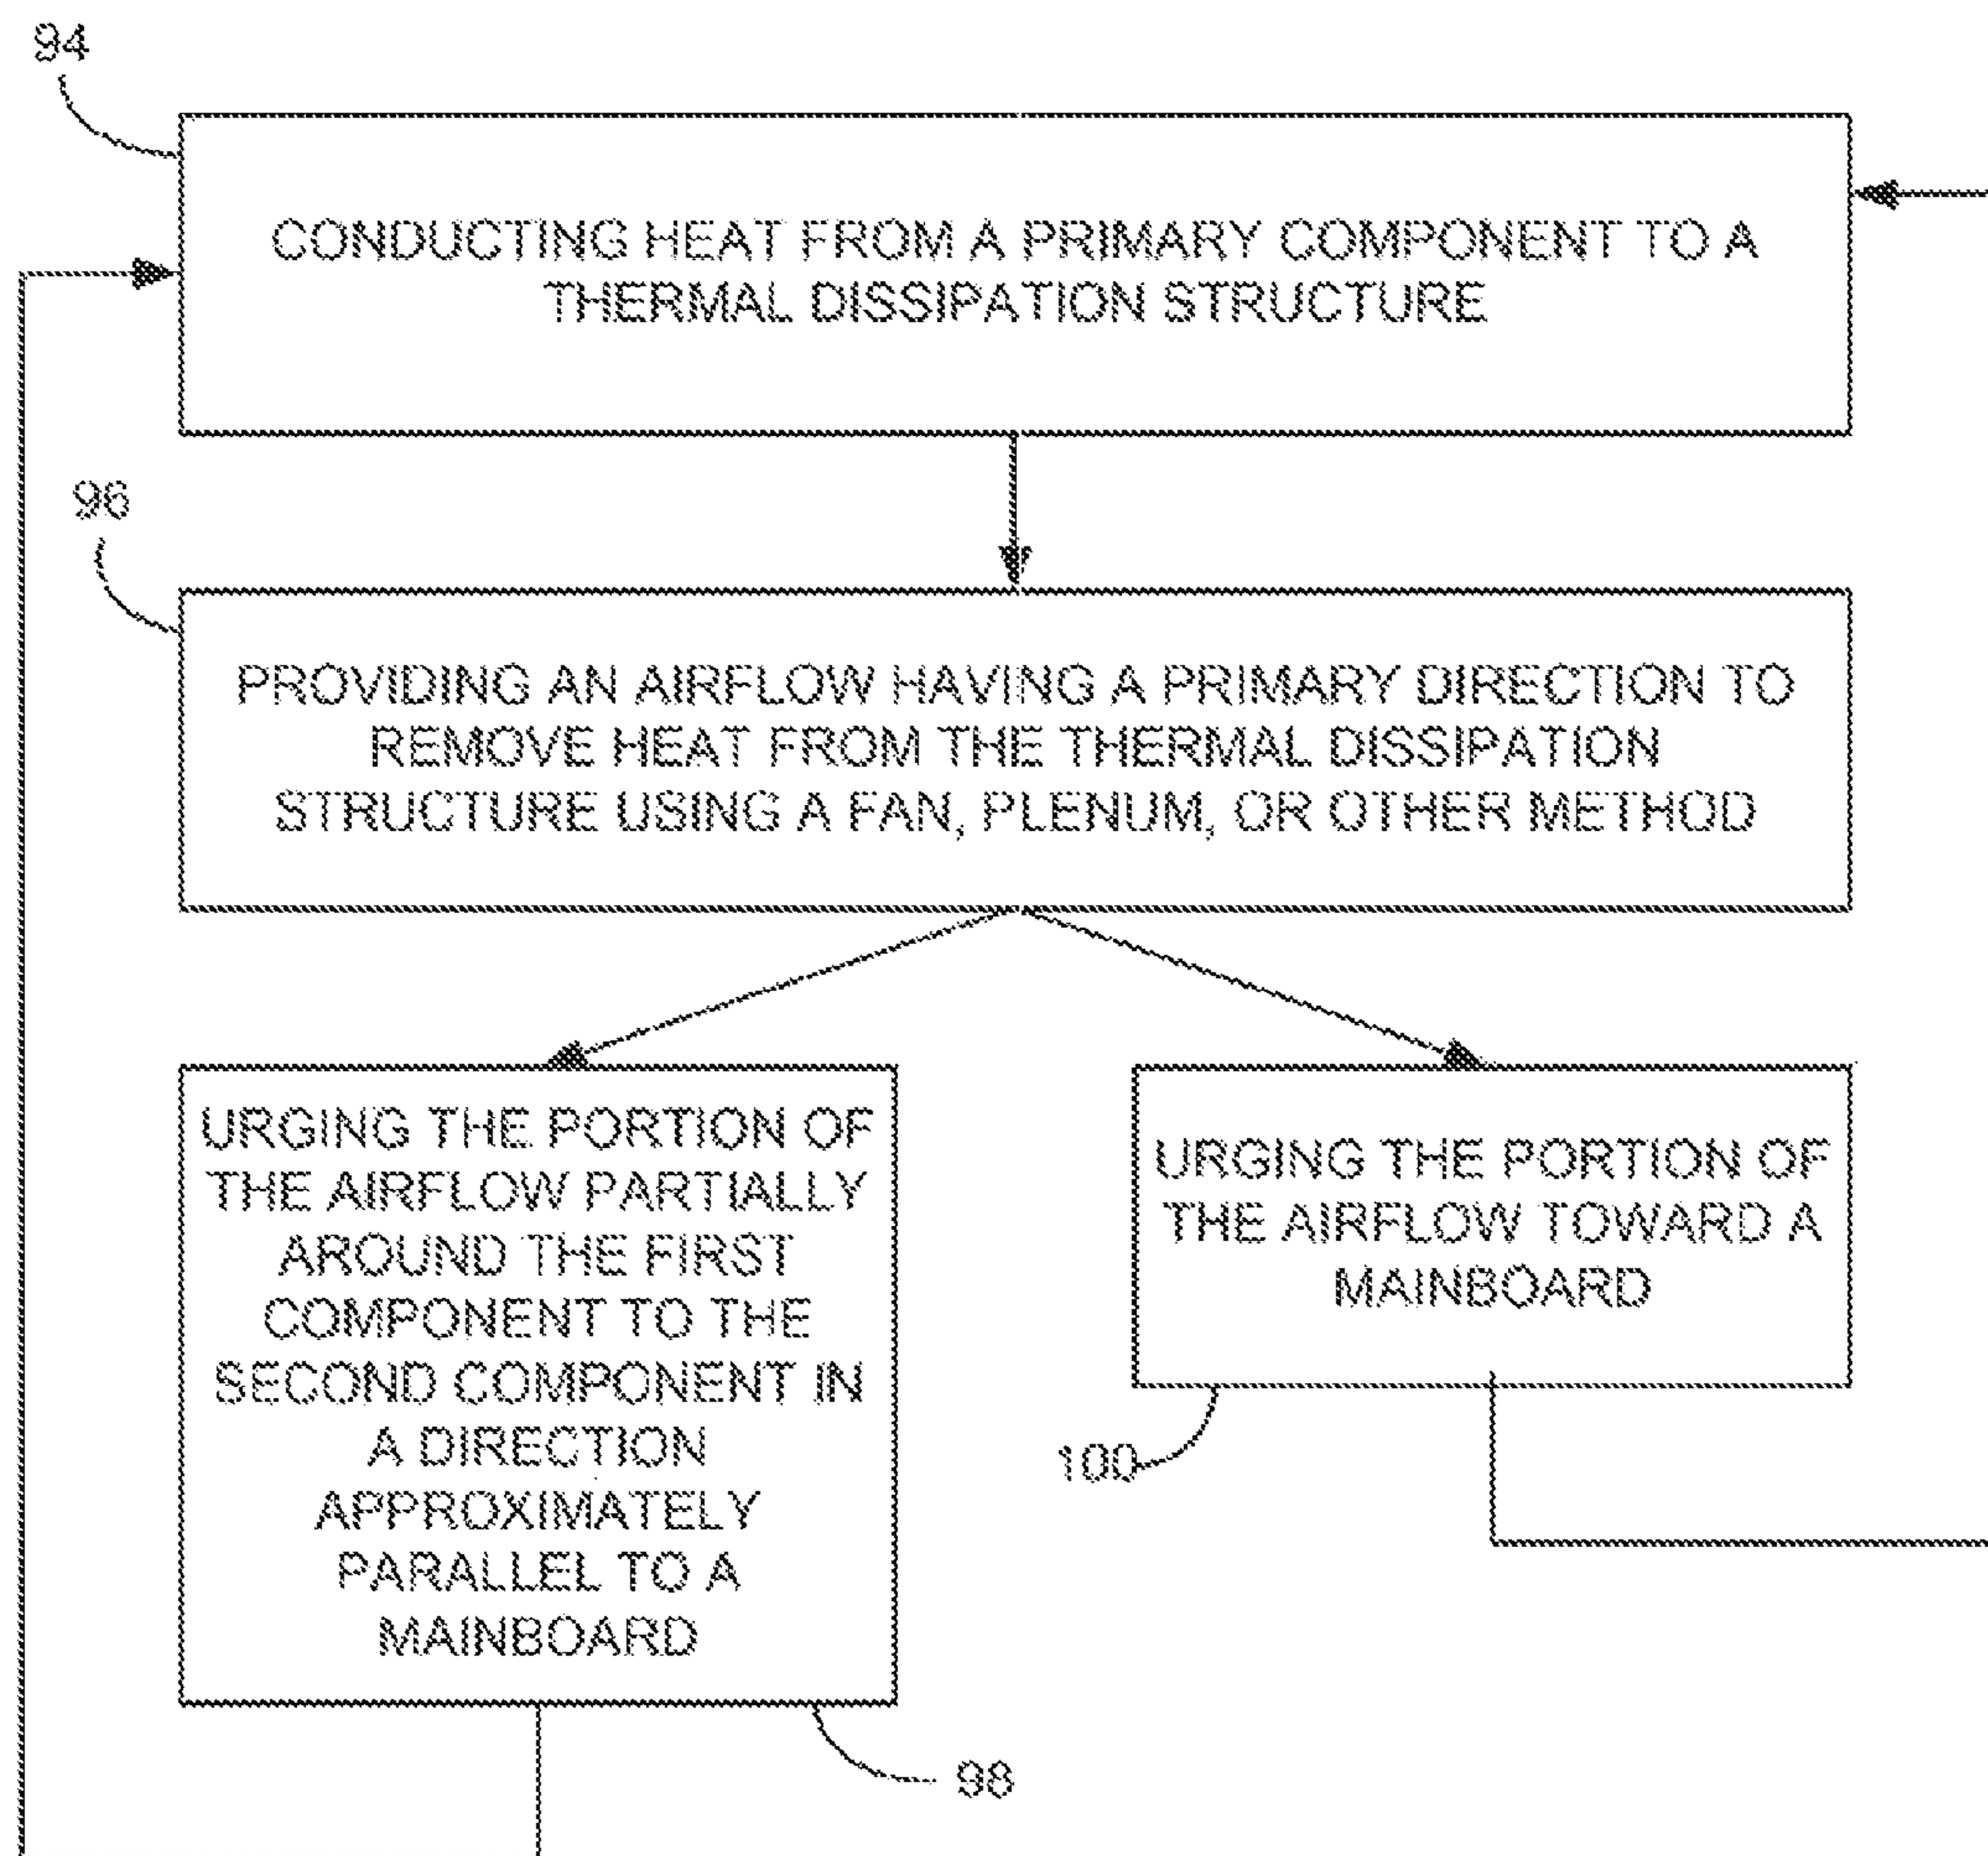 94
CONDUCTING HEAT FROM A PRIMARY COMPONENT TO A
THERMAL DISSIPATION STRUCTURE
96
PROVIDING AN AIRFLOW HAVING A PRIMARY DIRECTION TO
REMOVE HEAT FROM THE THERMAL DISSIPATION
STRUCTURE USING A FAN, PLENUM, OR OTHER METHOD
URGING THE PORTION OF
THE AIRFLOW PARTIALLY
AROUND THE FIRST
COMPONENT TO THE
SECOND COMPONENT IN
A DIRECTION
APPROXIMATELY
PARALLEL TO A
MAINBOARD
98
URGING THE PORTION OF
THE AIRFLOW TOWARD A
MAINBOARD
100